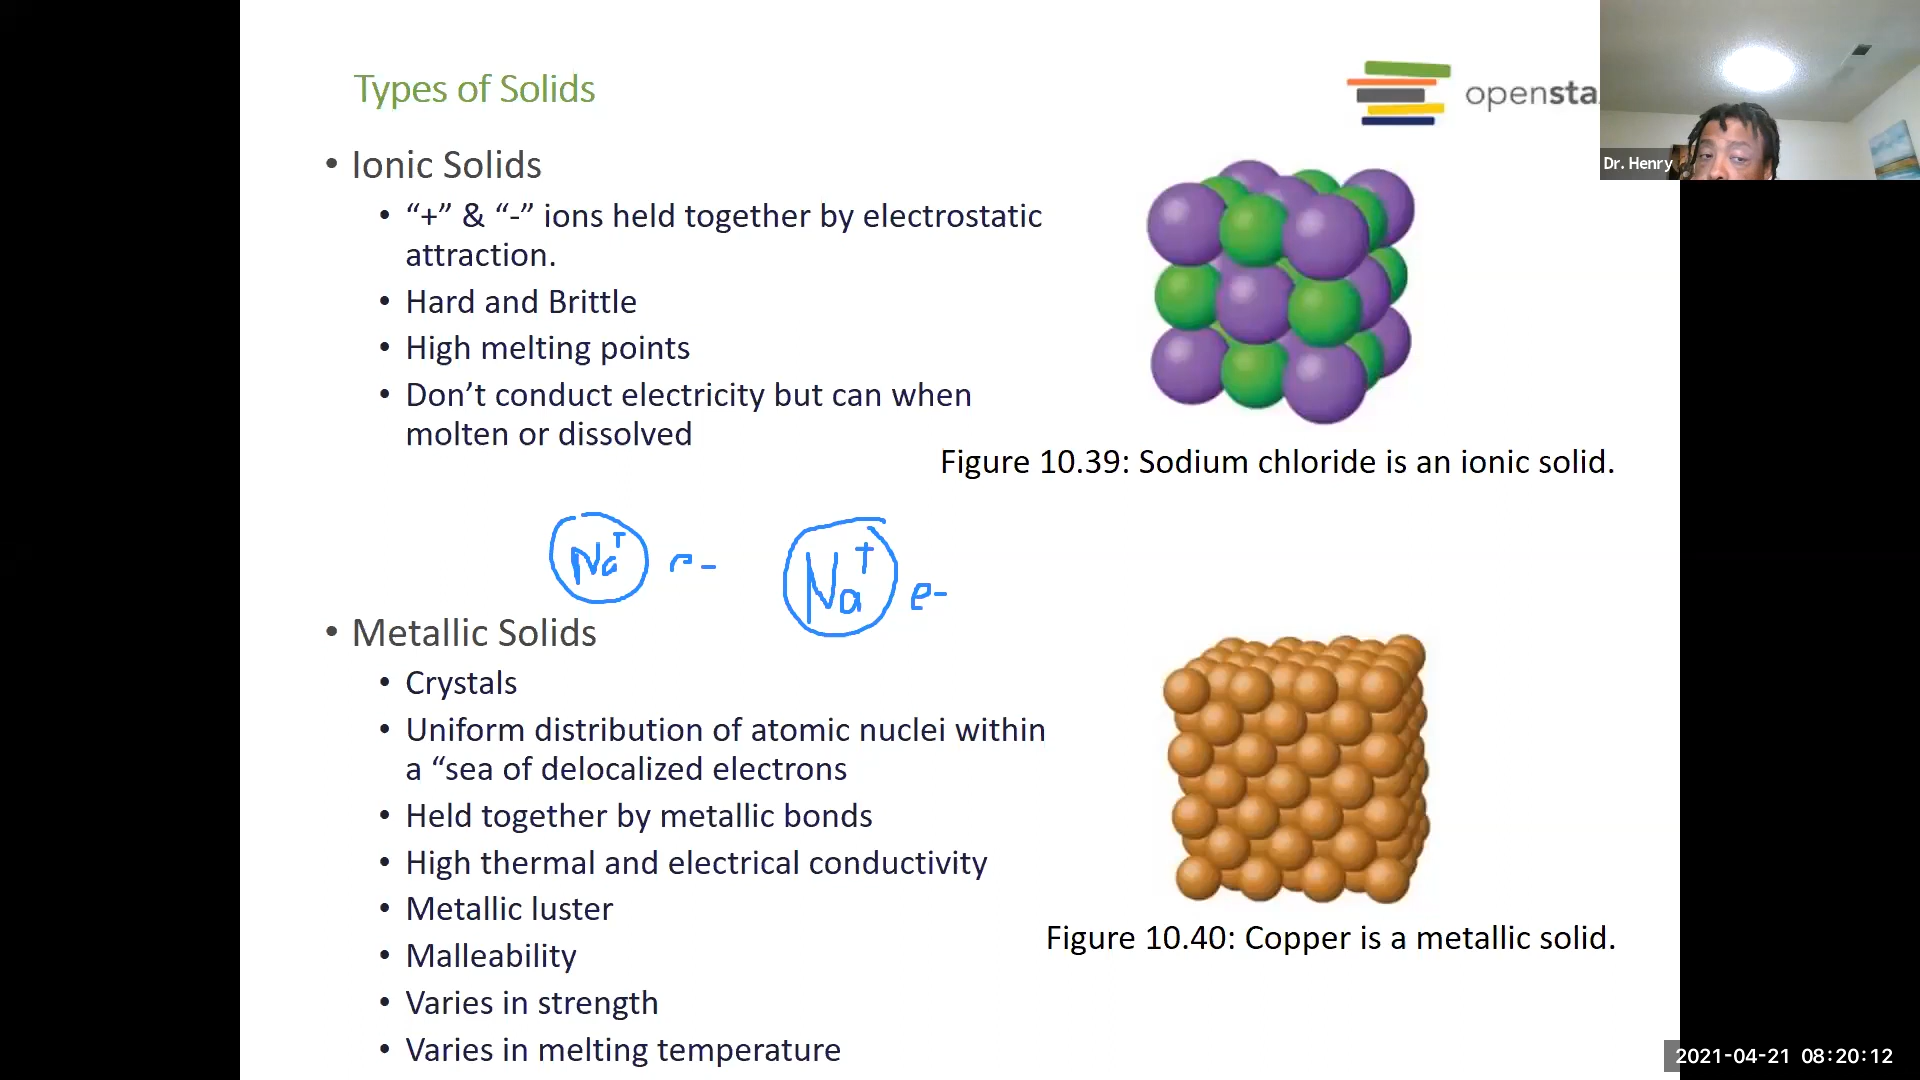 Types of Solids
opensta
Dr. Henry
• Ionic Solids
• “+” & “-” ions held together by electrostatic
attraction.
• Hard and Brittle
• High melting points
• Don’t conduct electricity but can when
molten or dissolved
Figure 10.39: Sodium chloride is an ionic solid.
Na+ e- Na+ e-
• Metallic Solids
• Crystals
• Uniform distribution of atomic nuclei within
a “sea of delocalized electrons
• Held together by metallic bonds
• High thermal and electrical conductivity
• Metallic luster
• Malleability
• Varies in strength
• Varies in melting temperature
Figure 10.40: Copper is a metallic solid.
2021-04-21 08:20:12